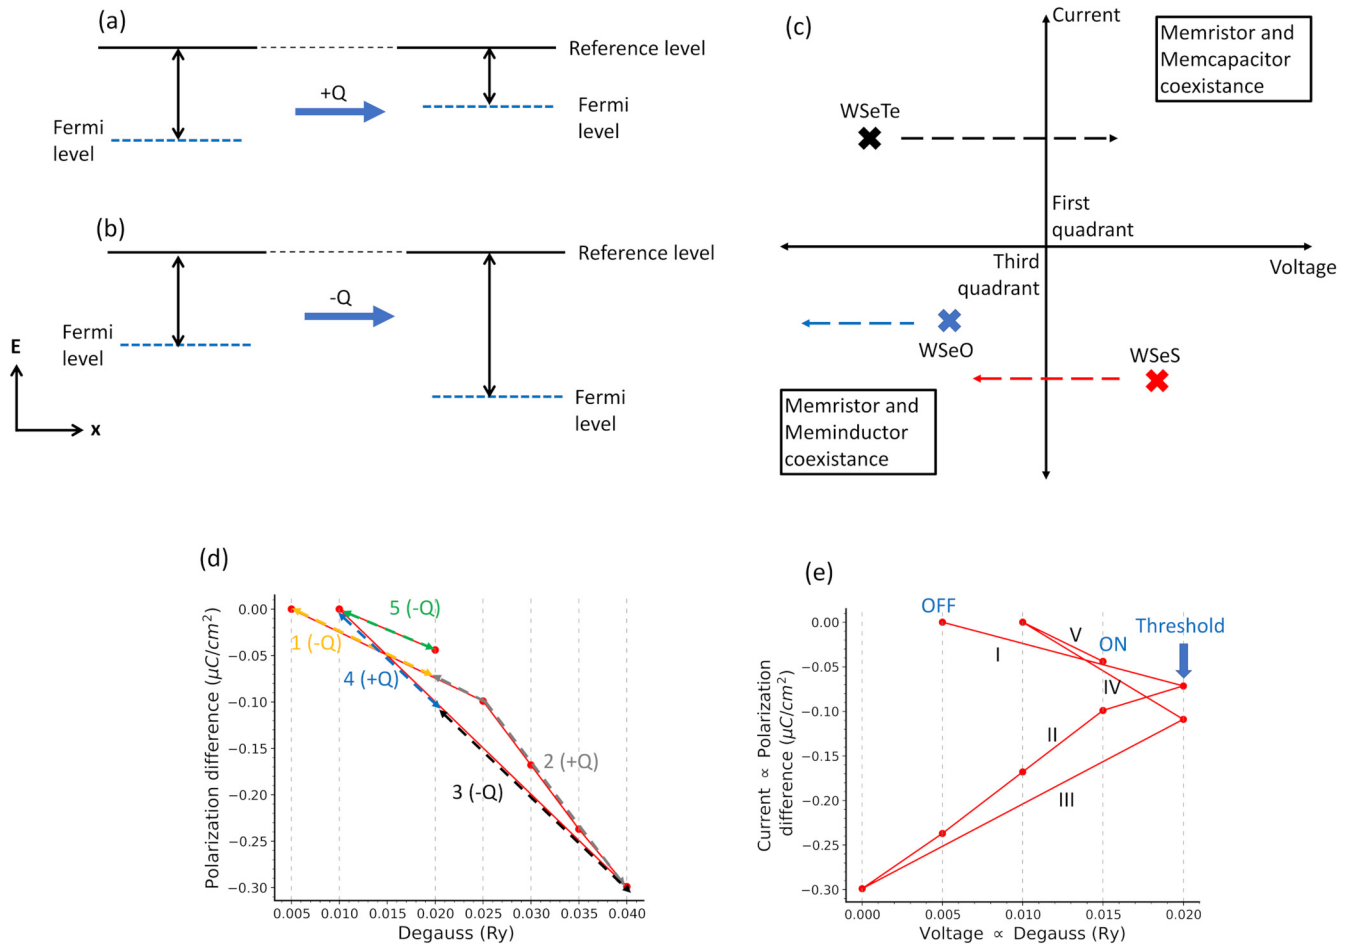 (a)
Reference level
+Q
Fermi
level
Fermi
level
(b)
Reference level
-Q
Fermi
level
Fermi
level
E
x
(c)
Current
Memristor and
Memcapacitor
coexistance
WSeTe
First
quadrant
Third
quadrant
Voltage
WSeO
WSeS
Memristor and
Meminductor
coexistance
(d)
0.00
−0.05
−0.10
−0.15
−0.20
−0.25
−0.30
Polarization difference (μC/cm²)
1 (-Q)
5 (-Q)
4 (+Q)
2 (+Q)
3 (-Q)
0.005 0.010 0.015 0.020 0.025 0.030 0.035 0.040
Degauss (Ry)
(e)
0.00
−0.05
−0.10
−0.15
−0.20
−0.25
−0.30
Current ∝ Polarization
difference (μC/cm²)
OFF
V
ON
Threshold
I
IV
II
III
0.000 0.005 0.010 0.015 0.020
Voltage ∝ Degauss (Ry)